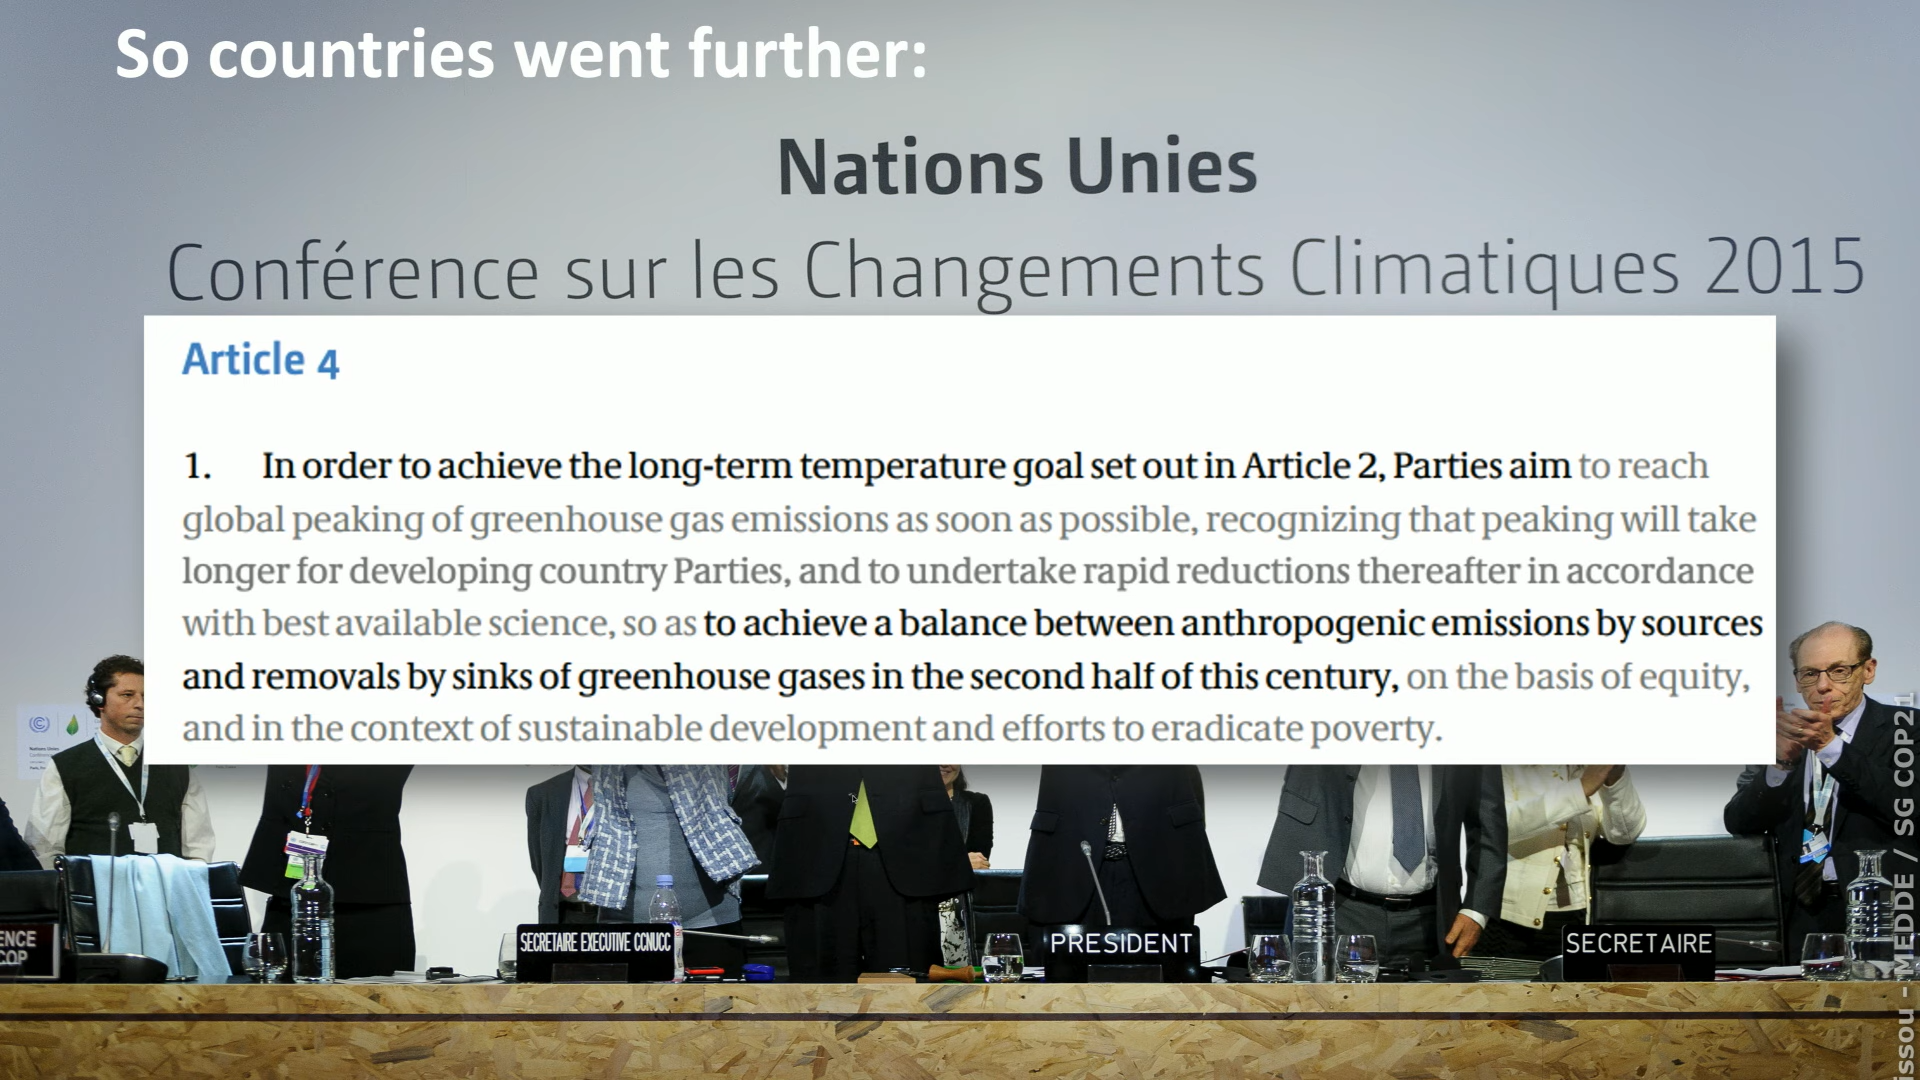 So countries went further:
Nations Unies
Conférence sur les Changements Climatiques 2015
Article 4
1. In order to achieve the long-term temperature goal set out in Article 2, Parties aim to reach
global peaking of greenhouse gas emissions as soon as possible, recognizing that peaking will take
longer for developing country Parties, and to undertake rapid reductions thereafter in accordance
with best available science, so as to achieve a balance between anthropogenic emissions by sources
and removals by sinks of greenhouse gases in the second half of this century, on the basis of equity,
and in the context of sustainable development and efforts to eradicate poverty.
Nations Unies
ENCE
COP
SECRETAIRE EXECUTIVE CCNUCC
PRESIDENT
SECRETAIRE
issou - MEDDE / SG COP21